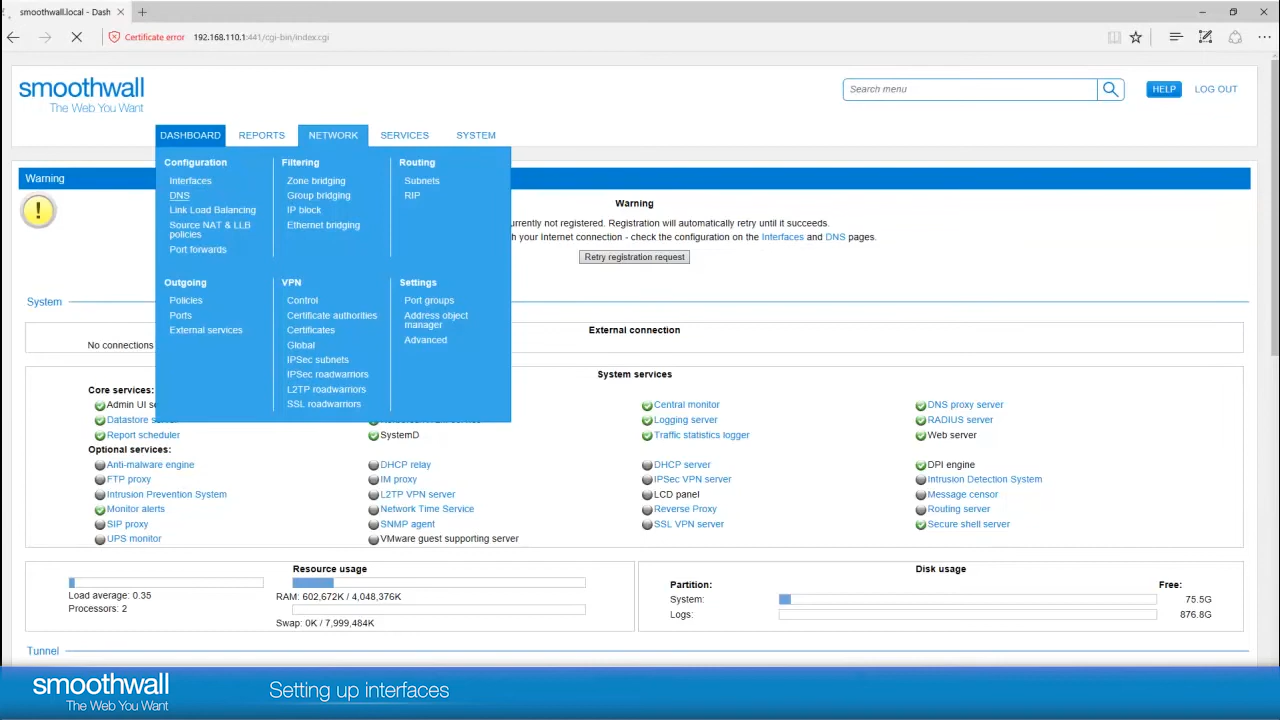 smoothwall.local - Dash
Certificate error 192.168.110.1:441/cgi-bin/index.cgi
smoothwall
The Web You Want
Search menu
HELP
LOG OUT
DASHBOARD REPORTS NETWORK SERVICES SYSTEM
Configuration
Interfaces
DNS
Link Load Balancing
Source NAT & LLB
policies
Port forwards
Filtering
Zone bridging
Group bridging
IP block
Ethernet bridging
Routing
Subnets
RIP
Outgoing
Policies
Ports
External services
VPN
Control
Certificate authorities
Certificates
Global
IPSec subnets
IPSec roadwarriors
L2TP roadwarriors
SSL roadwarriors
Settings
Port groups
Address object
manager
Advanced
Warning
Warning
urrently not registered. Registration will automatically retry until it succeeds.
h your Internet connection - check the configuration on the Interfaces and DNS pages.
Retry registration request
System
External connection
No connections
System services
Core services:
Admin UI se
Central monitor
DNS proxy server
Datastore
Logging server
RADIUS server
Report scheduler
SystemD
Traffic statistics logger
Web server
Optional services:
Anti-malware engine
DHCP relay
DHCP server
DPI engine
FTP proxy
IM proxy
IPSec VPN server
Intrusion Detection System
Intrusion Prevention System
L2TP VPN server
LCD panel
Message censor
Monitor alerts
Network Time Service
Reverse Proxy
Routing server
SIP proxy
SNMP agent
SSL VPN server
Secure shell server
UPS monitor
VMware guest supporting server
Resource usage
Load average: 0.35
Processors: 2
RAM: 602,672K / 4,048,376K
Swap: 0K / 7,999,484K
Disk usage
Partition: Free:
System: 75.5G
Logs: 876.8G
Tunnel
smoothwall
The Web You Want
Setting up interfaces